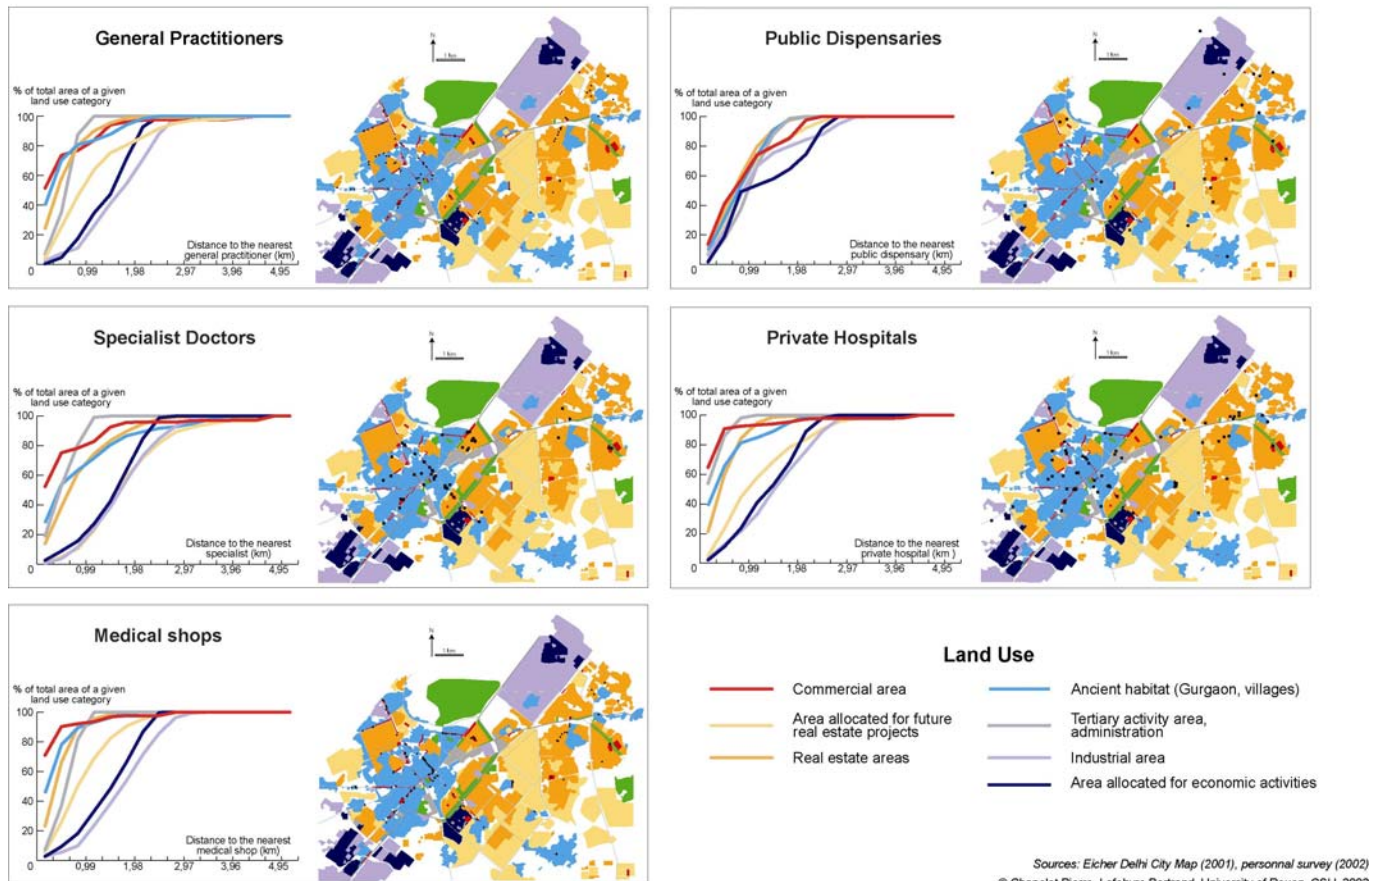 General Practitioners
% of total area of a given
land use category
100
80
60
40
20
0
0,99
1,98
2,97
3,96
4,95
Distance to the nearest
general practitioner (km)
N
1 Km
Public Dispensaries
% of total area of a given
land use category
100
80
60
40
20
0
0,99
1,98
2,97
3,96
4,95
Distance to the nearest
public dispensary (km)
N
1 Km
Specialist Doctors
% of total area of a given
land use category
100
80
60
40
20
0
0,99
1,98
2,97
3,96
4,95
Distance to the nearest
specialist (km)
N
1 Km
Private Hospitals
% of total area of a given
land use category
100
80
60
40
20
0
0,99
1,98
2,97
3,96
4,95
Distance to the nearest
private hospital (km )
N
1 Km
Medical shops
% of total area of a given
land use category
100
80
60
40
20
0
0,99
1,98
2,97
3,96
4,95
Distance to the nearest
medical shop (km)
N
1 Km
Land Use
Commercial area
Area allocated for future
real estate projects
Real estate areas
Ancient habitat (Gurgaon, villages)
Tertiary activity area,
administration
Industrial area
Area allocated for economic activities
Sources: Eicher Delhi City Map (2001), personnal survey (2002)